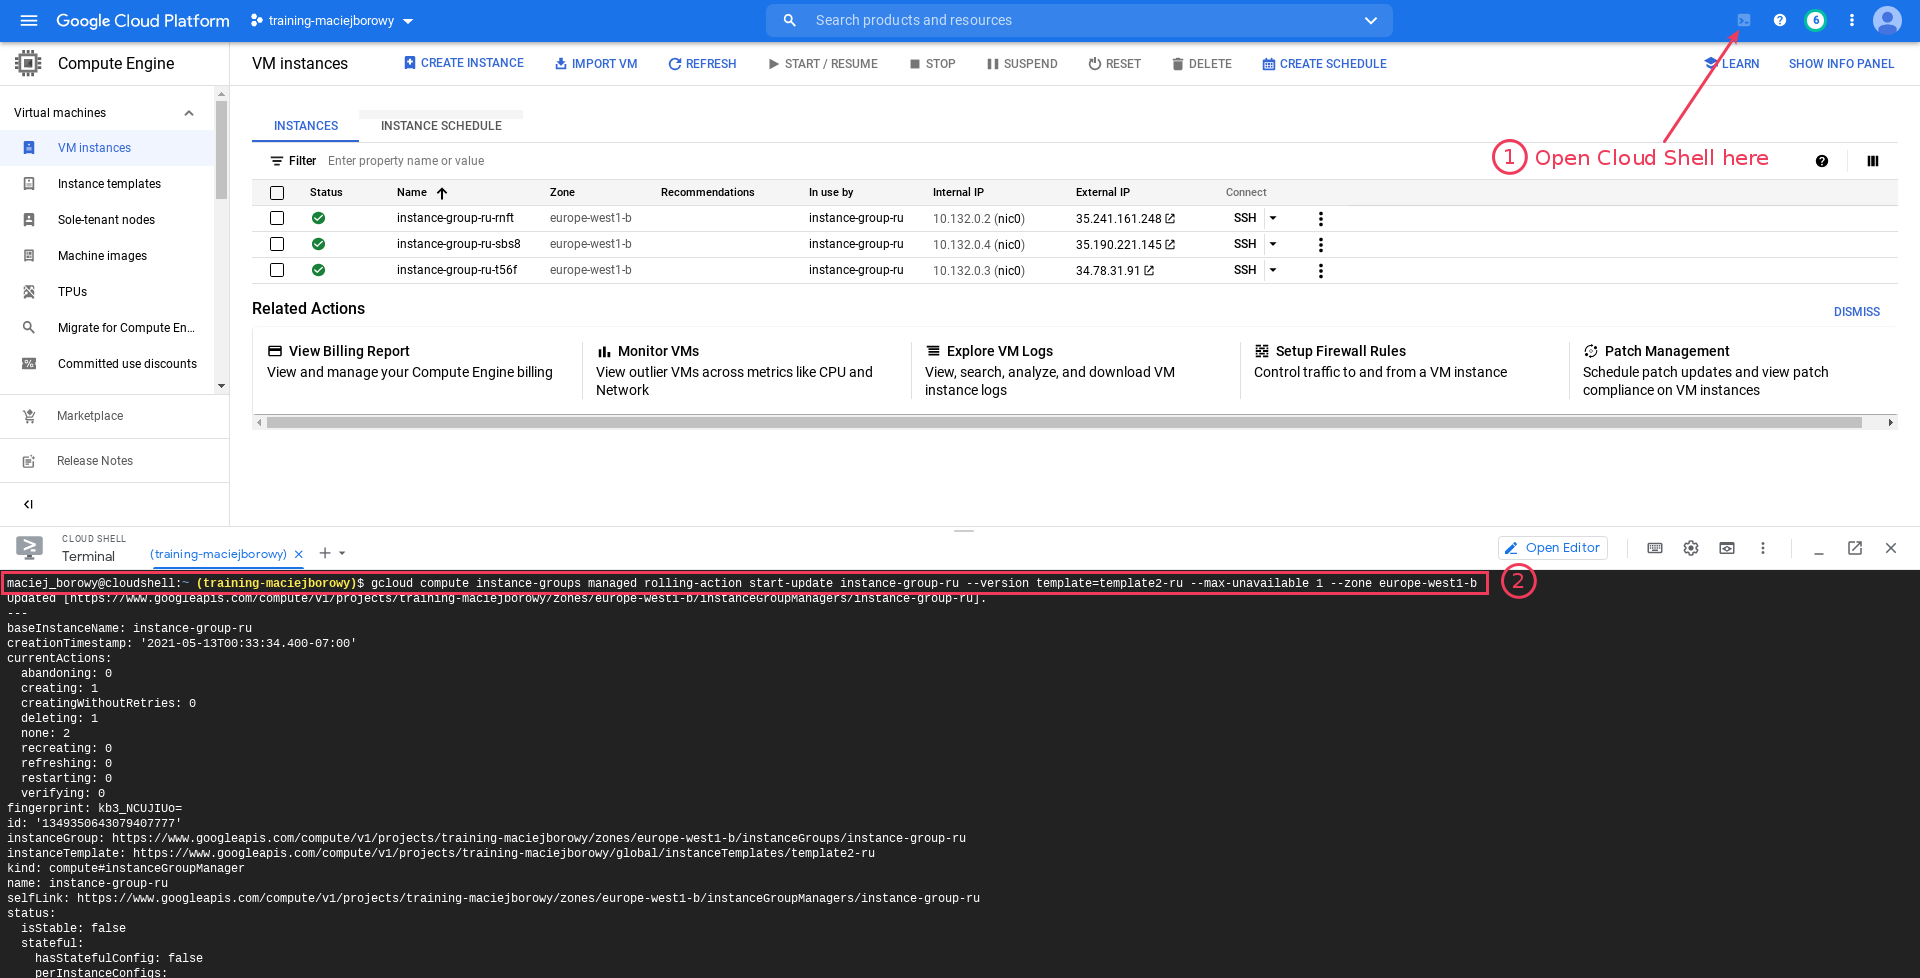 Google Cloud Platform training-maciejborowy Search products and resources 6
Compute Engine VM instances CREATE INSTANCE IMPORT VM REFRESH START / RESUME STOP SUSPEND RESET DELETE CREATE SCHEDULE LEARN SHOW INFO PANEL
Virtual machines
VM instances
Instance templates
Sole-tenant nodes
Machine images
TPUs
Migrate for Compute En...
Committed use discounts
Marketplace
Release Notes
INSTANCES INSTANCE SCHEDULE
Filter Enter property name or value
1 Open Cloud Shell here
Status Name Zone Recommendations In use by Internal IP External IP Connect
instance-group-ru-rnft europe-west1-b instance-group-ru 10.132.0.2 (nic0) 35.241.161.248 SSH
instance-group-ru-sbs8 europe-west1-b instance-group-ru 10.132.0.4 (nic0) 35.190.221.145 SSH
instance-group-ru-t56f europe-west1-b instance-group-ru 10.132.0.3 (nic0) 34.78.31.91 SSH
Related Actions DISMISS
View Billing Report
View and manage your Compute Engine billing
Monitor VMs
View outlier VMs across metrics like CPU and
Network
Explore VM Logs
View, search, analyze, and download VM
instance logs
Setup Firewall Rules
Control traffic to and from a VM instance
Patch Management
Schedule patch updates and view patch
compliance on VM instances
CLOUD SHELL
Terminal (training-maciejborowy) Open Editor
maciej_borowy@cloudshell:~ (training-maciejborowy)$ gcloud compute instance-groups managed rolling-action start-update instance-group-ru --version template=template2-ru --max-unavailable 1 --zone europe-west1-b 2
Updated [https://www.googleapis.com/compute/v1/projects/training-maciejborowy/zones/europe-west1-b/instanceGroupManagers/instance-group-ru].
---
baseInstanceName: instance-group-ru
creationTimestamp: '2021-05-13T00:33:34.400-07:00'
currentActions:
  abandoning: 0
  creating: 1
  creatingWithoutRetries: 0
  deleting: 1
  none: 2
  recreating: 0
  refreshing: 0
  restarting: 0
  verifying: 0
fingerprint: kb3_NCUJIUo=
id: '1349350643079407777'
instanceGroup: https://www.googleapis.com/compute/v1/projects/training-maciejborowy/zones/europe-west1-b/instanceGroups/instance-group-ru
instanceTemplate: https://www.googleapis.com/compute/v1/projects/training-maciejborowy/global/instanceTemplates/template2-ru
kind: compute#instanceGroupManager
name: instance-group-ru
selfLink: https://www.googleapis.com/compute/v1/projects/training-maciejborowy/zones/europe-west1-b/instanceGroupManagers/instance-group-ru
status:
  isStable: false
  stateful:
    hasStatefulConfig: false
    perInstanceConfigs: